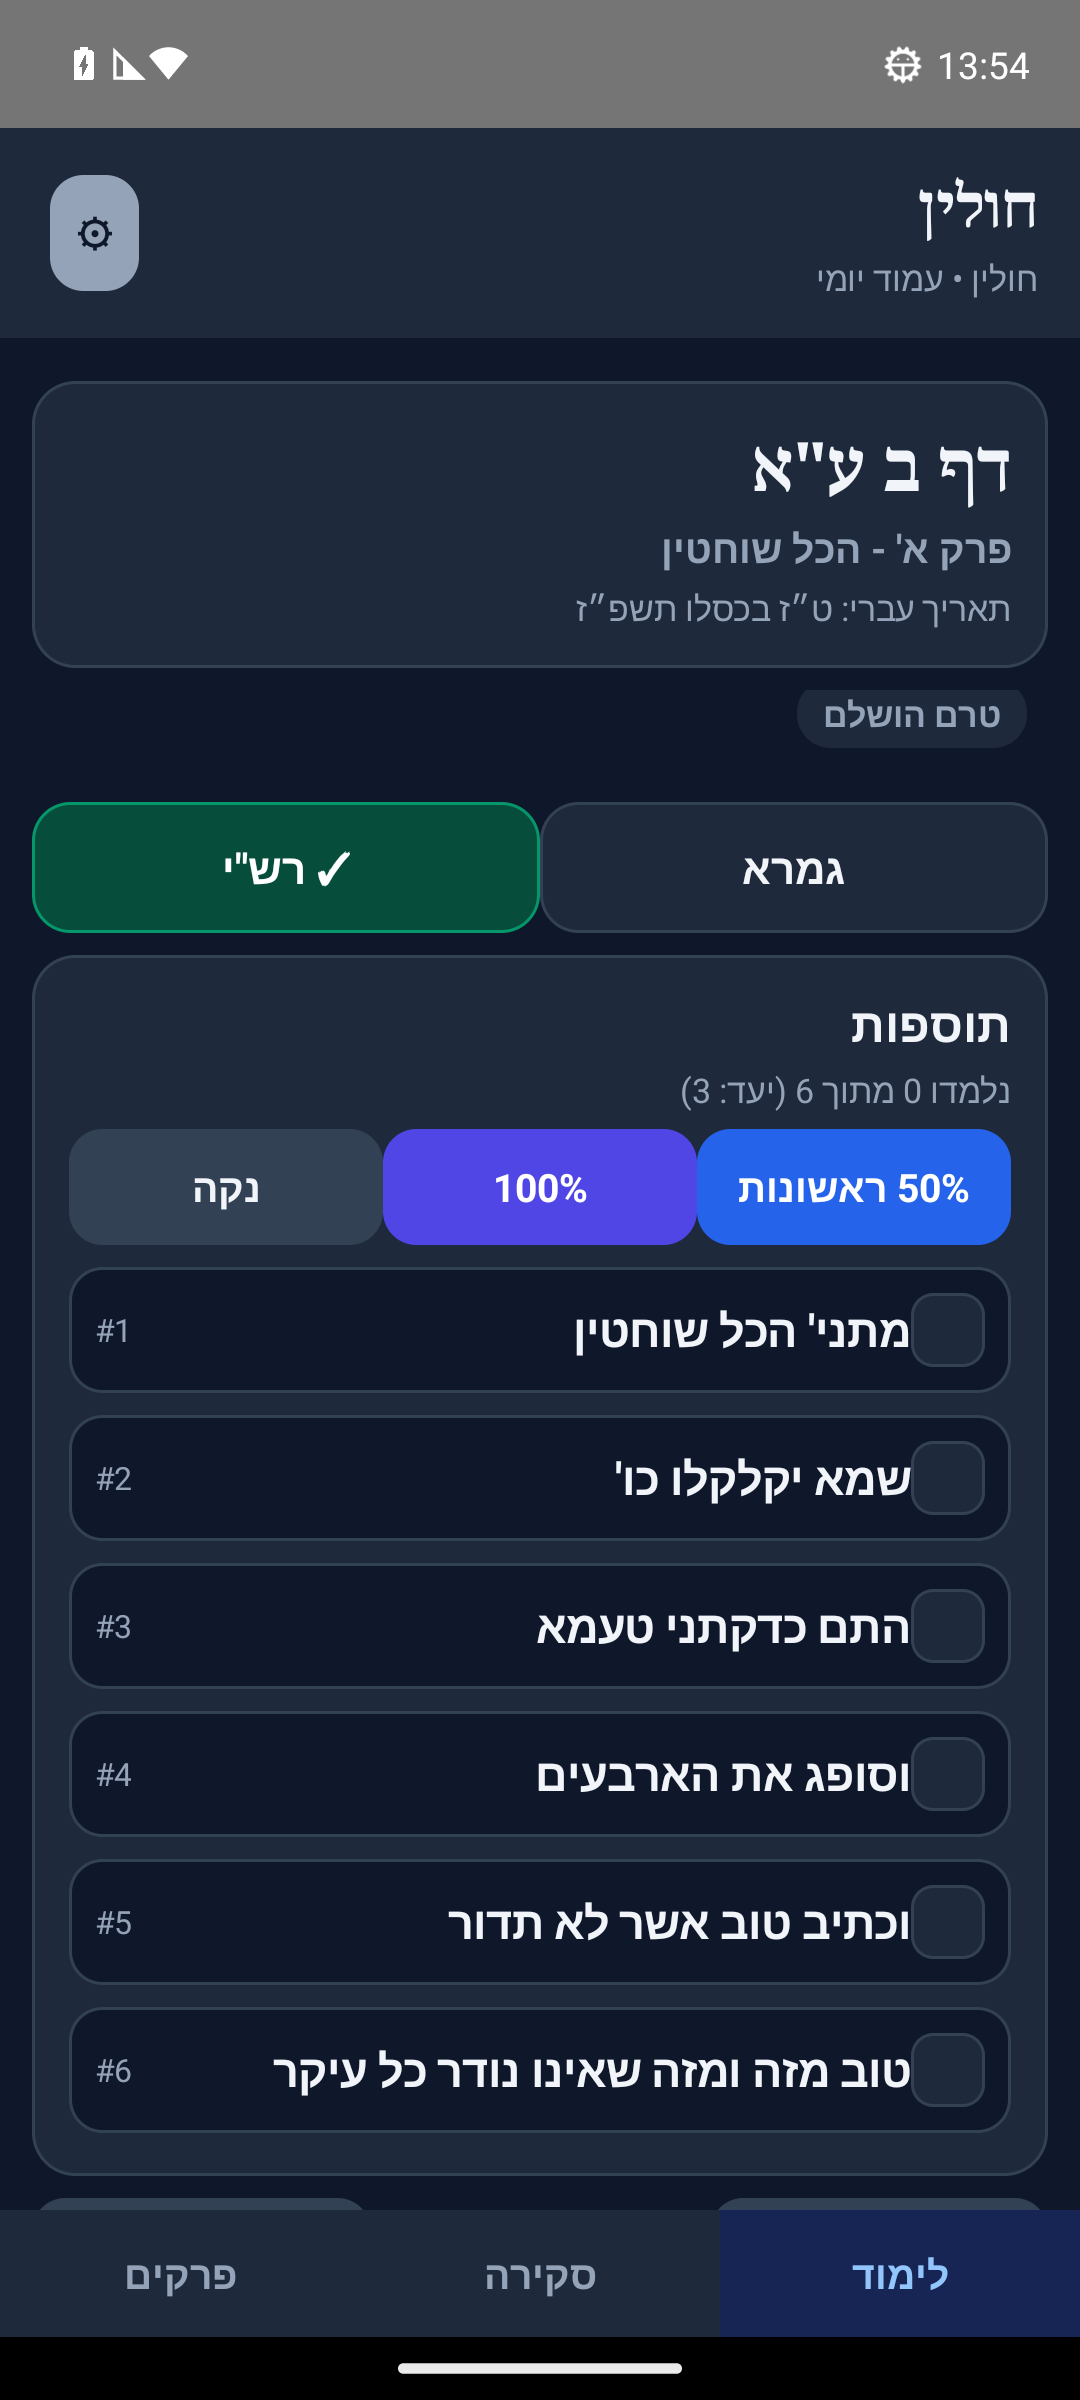 13:54
חולין
חולין • עמוד יומי
דף ב ע"א
פרק א' - הכל שוחטין
תאריך עברי: ט״ז בכסלו תשפ״ז
טרם הושלם
גמרא
✓ רש"י
תוספות
נלמדו 0 מתוך 6 (יעד: 3)
50% ראשונות
100%
נקה
מתני' הכל שוחטין #1
שמא יקלקלו כו' #2
התם כדקתני טעמא #3
וסופג את הארבעים #4
וכתיב טוב אשר לא תדור #5
טוב מזה ומזה שאינו נודר כל עיקר #6
לימוד
סקירה
פרקים